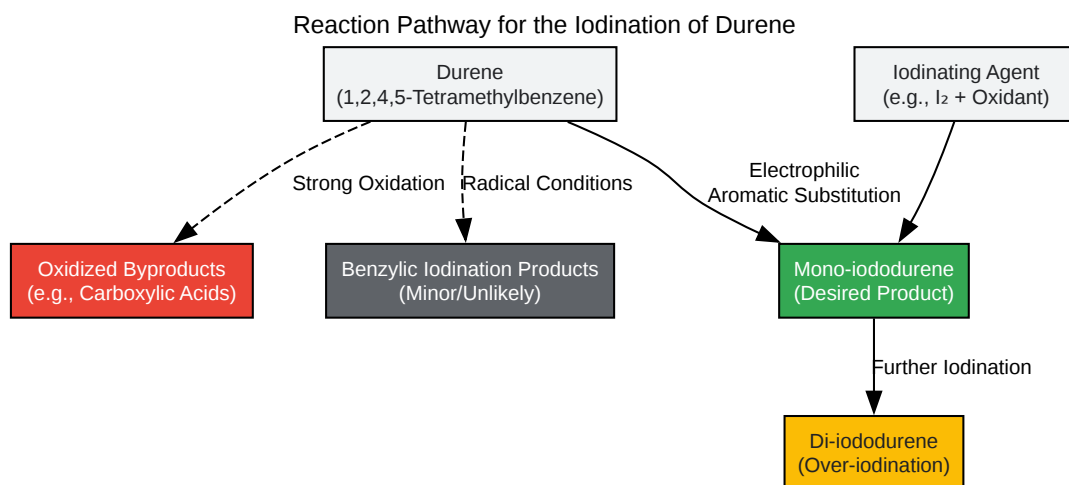 Reaction Pathway for the Iodination of Durene
Durene
(1,2,4,5-Tetramethylbenzene)
Iodinating Agent
(e.g., I₂ + Oxidant)
Strong Oxidation
Radical Conditions
Electrophilic
Aromatic Substitution
Oxidized Byproducts
(e.g., Carboxylic Acids)
Benzylic Iodination Products
(Minor/Unlikely)
Mono-iododurene
(Desired Product)
Further Iodination
Di-iododurene
(Over-iodination)